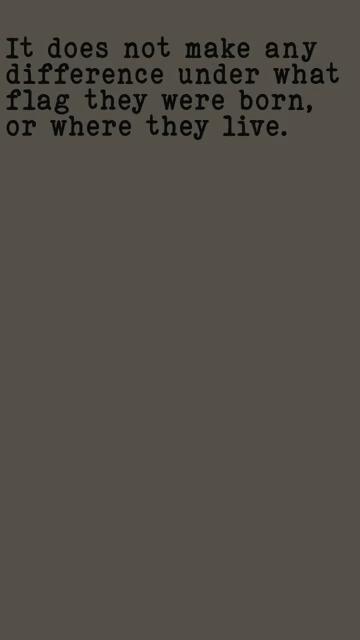 It does not make any
difference under what
flag they were born,
or where they live.